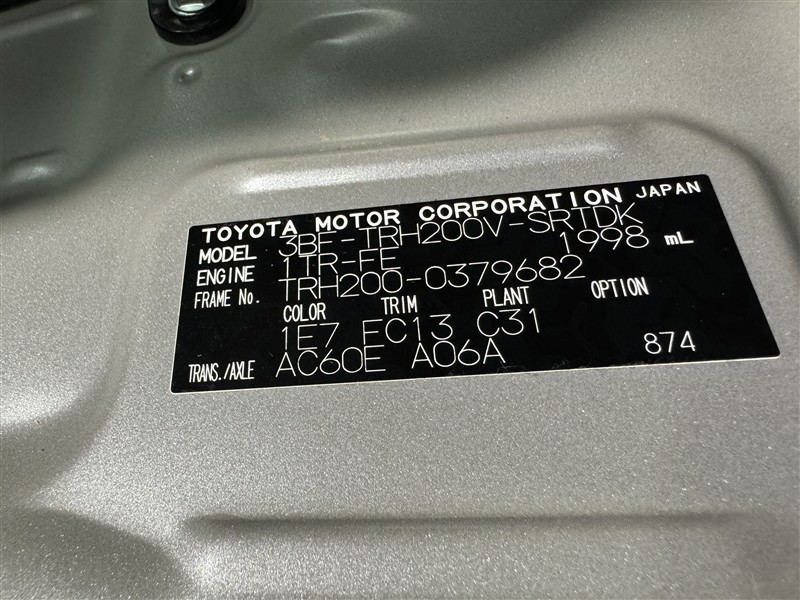 TOYOTA MOTOR CORPORATION JAPAN
MODEL 3BF-TRH200V-SRTDK
ENGINE 1TR-FE 1998 mL
FRAME No. TRH200-0379682
COLOR TRIM PLANT OPTION
1E7 FC13 C31
TRANS./AXLE AC60E A06A 874